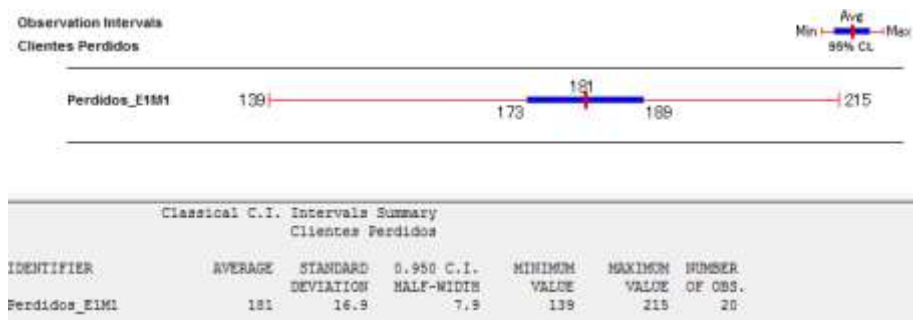 Observation Intervals
Clientes Perdidos
Avg
Min Max
95% CL
Perdidos_E1M1 139 181 215
173 189
Classical C.I. Intervals Summary
Clientes Perdidos
IDENTIFIER AVERAGE STANDARD 0.950 C.I. MINIMUM MAXIMUM NUMBER
DEVIATION HALF-WIDTH VALUE VALUE OF OBS.
Perdidos_E1M1 181 16.9 7.9 139 215 20